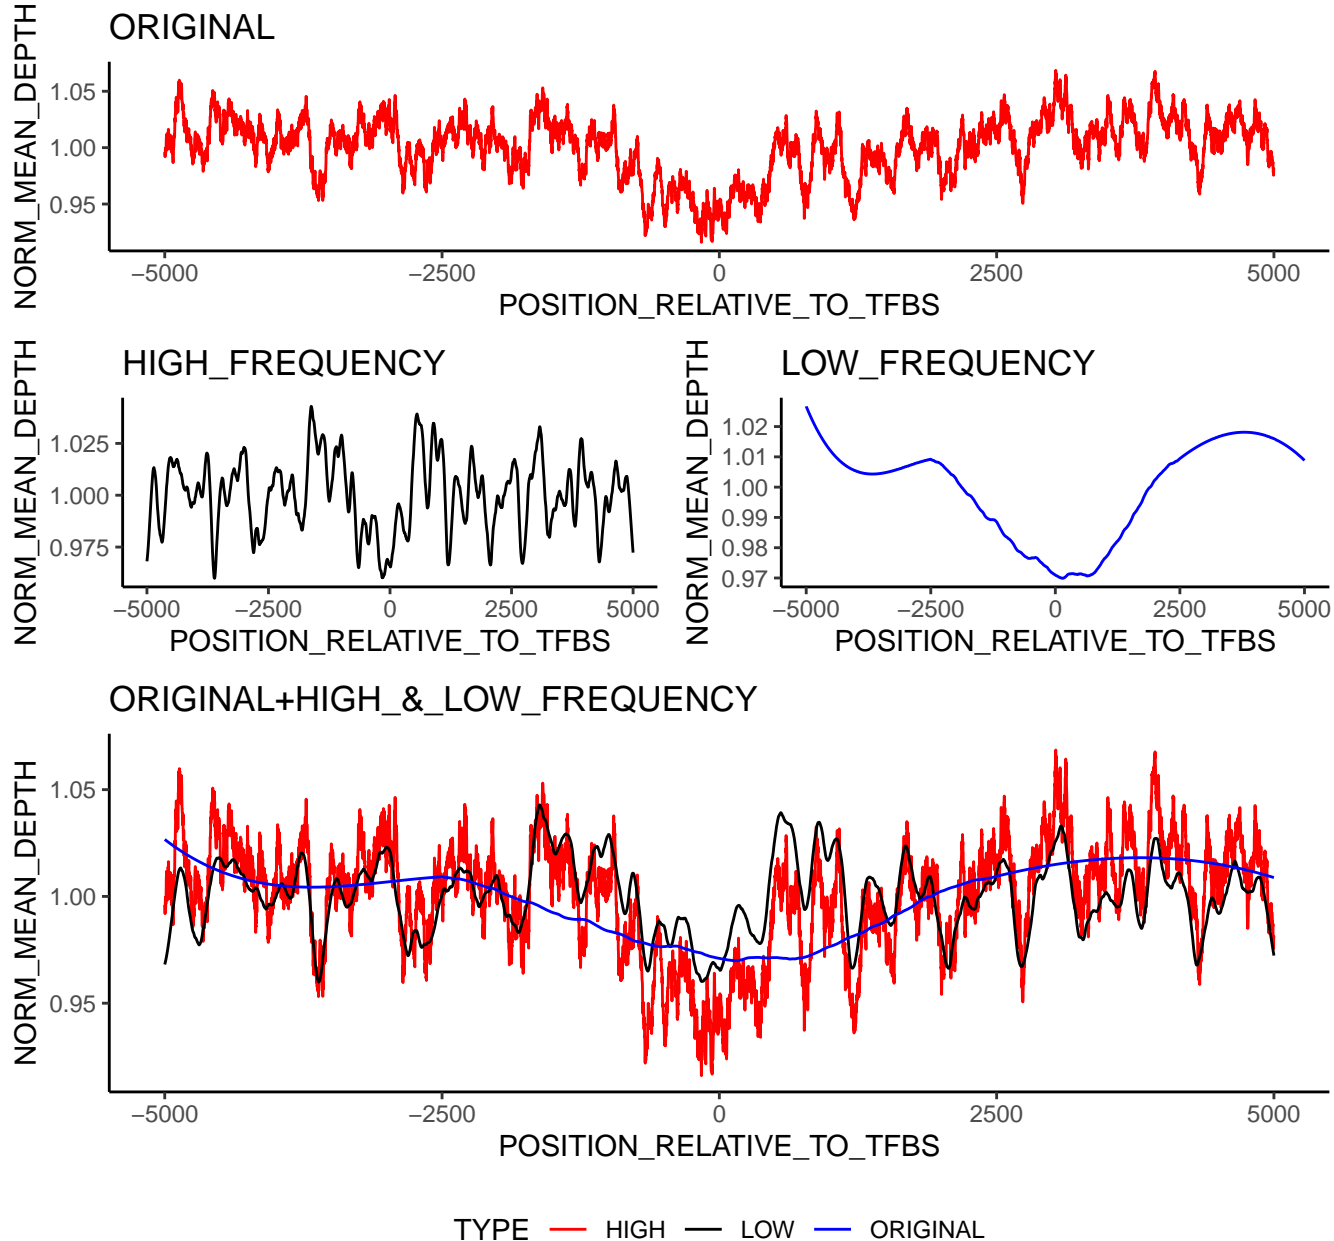 ORIGINAL
NORM_MEAN_DEPTH
1.05
1.00
0.95
−5000 −2500 0 2500 5000
POSITION_RELATIVE_TO_TFBS
HIGH_FREQUENCY
NORM_MEAN_DEPTH
1.025
1.000
0.975
−5000 −2500 0 2500 5000
POSITION_RELATIVE_TO_TFBS
LOW_FREQUENCY
NORM_MEAN_DEPTH
1.02
1.01
1.00
0.99
0.98
0.97
−5000 −2500 0 2500 5000
POSITION_RELATIVE_TO_TFBS
ORIGINAL+HIGH_&_LOW_FREQUENCY
NORM_MEAN_DEPTH
1.05
1.00
0.95
−5000 −2500 0 2500 5000
POSITION_RELATIVE_TO_TFBS
TYPE HIGH LOW ORIGINAL